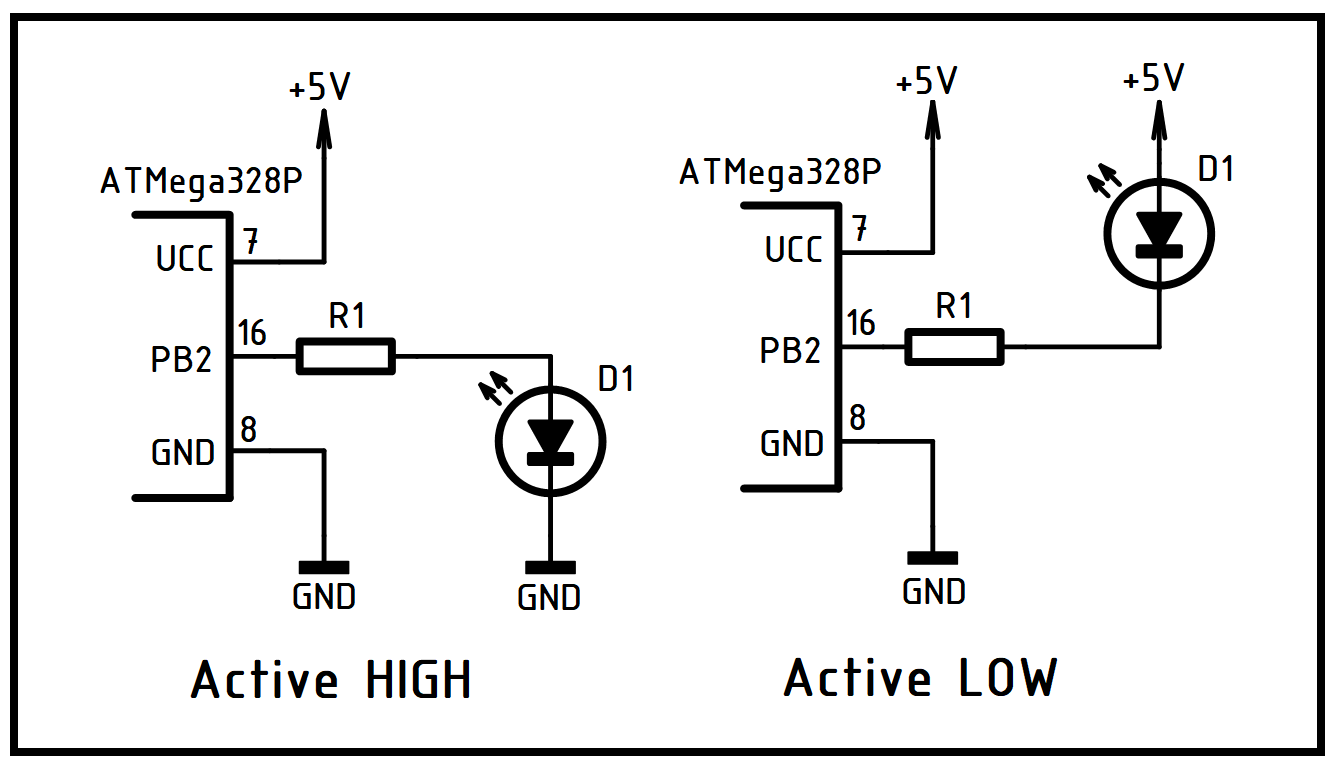 +5V
ATMega328P
UCC
7
PB2
16
R1
D1
GND
8
GND
GND
Active HIGH
+5V
+5V
ATMega328P
D1
UCC
7
PB2
16
R1
GND
8
GND
Active LOW